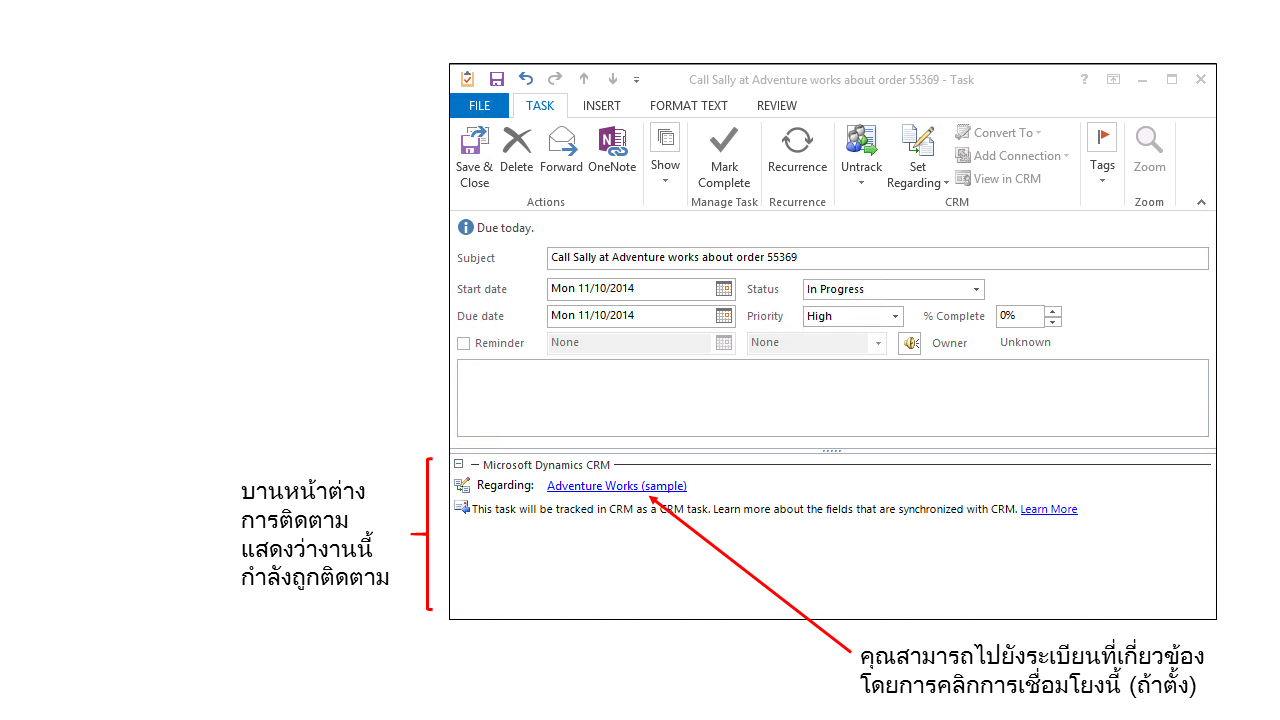 Call Sally at Adventure works about order 55369 - Task
?
FILE TASK INSERT FORMAT TEXT REVIEW
Save & Close Delete Forward OneNote Show Mark Complete Recurrence Untrack Set Regarding Convert To Tags Zoom
Add Connection
View in CRM
Actions Manage Task Recurrence CRM Zoom
Due today.
Subject Call Sally at Adventure works about order 55369
Start date Mon 11/10/2014 Status In Progress
Due date Mon 11/10/2014 Priority High % Complete 0%
Reminder None None Owner Unknown
Microsoft Dynamics CRM
Regarding: Adventure Works (sample)
This task will be tracked in CRM as a CRM task. Learn more about the fields that are synchronized with CRM. Learn More
บานหน้าต่าง
การติดตาม
แสดงว่างานนี้
กำลังถูกติดตาม
คุณสามารถไปยังระเบียนที่เกี่ยวข้อง
โดยการคลิกการเชื่อมโยงนี้ (ถ้าตั้ง)